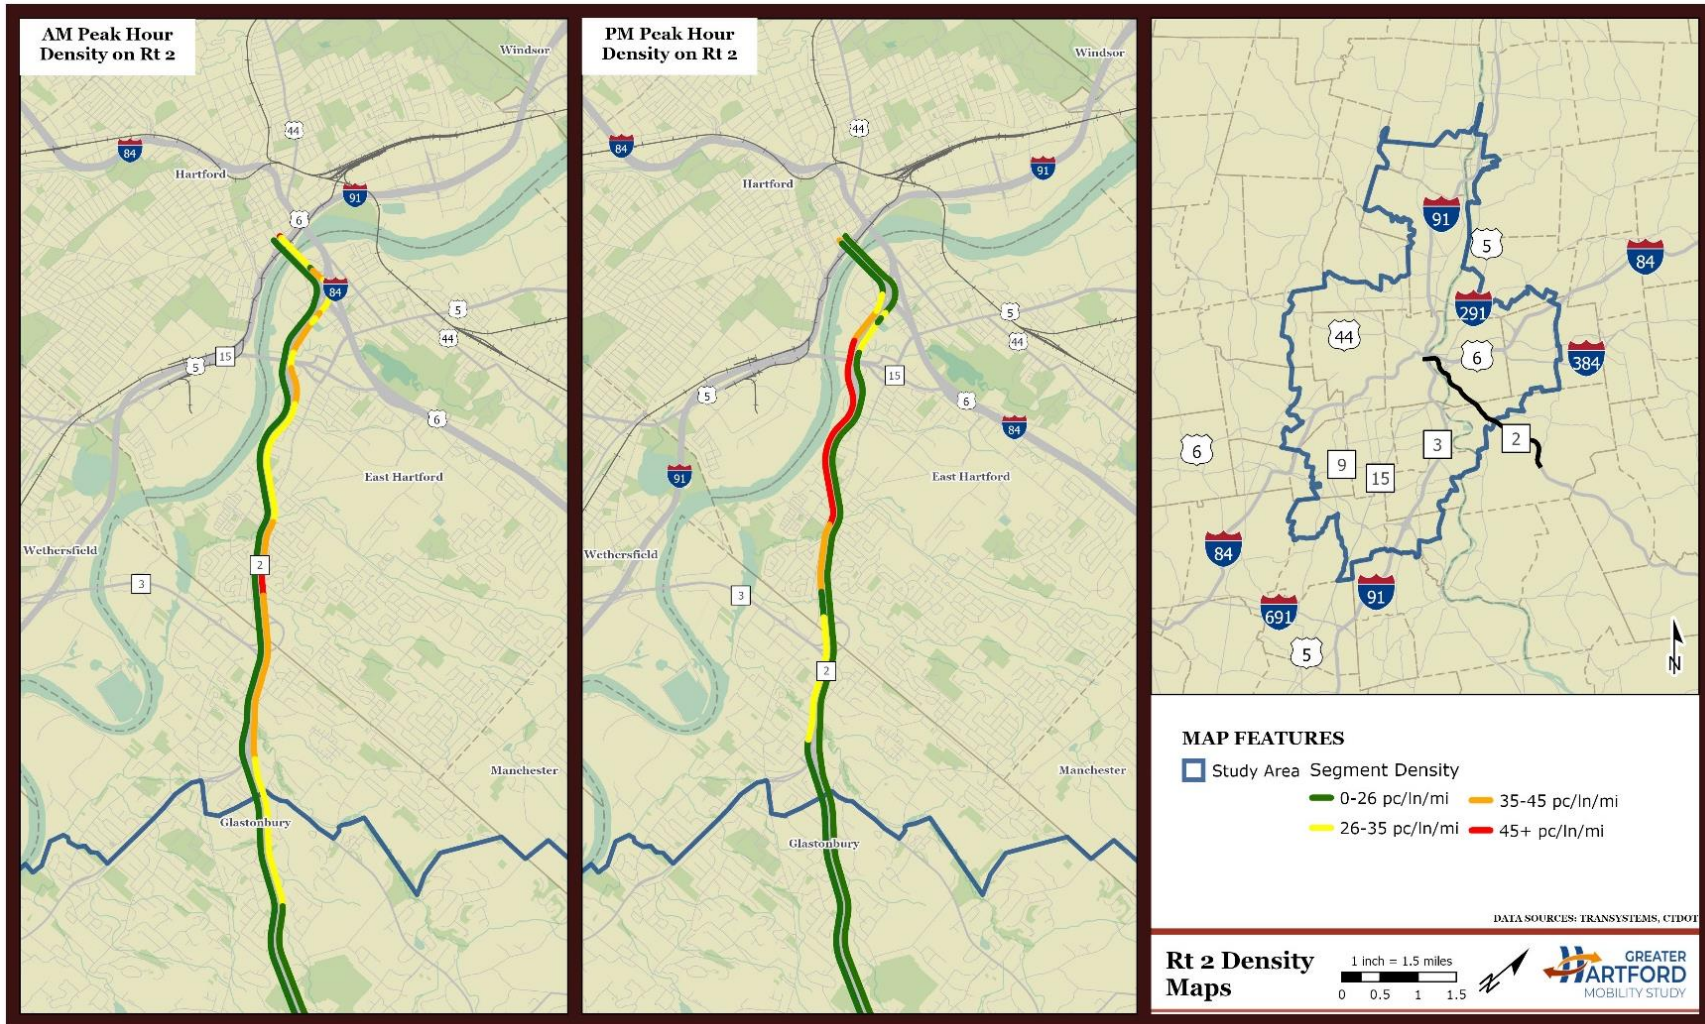 AM Peak Hour
Density on Rt 2
Windsor
44
84
Hartford
91
6
84
5
44
15
5
6
East Hartford
Wethersfield
2
3
Manchester
Glastonbury
PM Peak Hour
Density on Rt 2
Windsor
44
84
91
Hartford
5
44
15
5
6
84
91
East Hartford
Wethersfield
3
2
Manchester
Glastonbury
91
5
84
291
44
6
384
3
2
6
9
15
84
91
691
5
N
MAP FEATURES
Study Area Segment Density
0-26 pc/ln/mi 35-45 pc/ln/mi
26-35 pc/ln/mi 45+ pc/ln/mi
DATA SOURCES: TRANSYSTEMS, CTDOT
Rt 2 Density
Maps
1 inch = 1.5 miles
0 0.5 1 1.5
N
GREATER
HARTFORD
MOBILITY STUDY